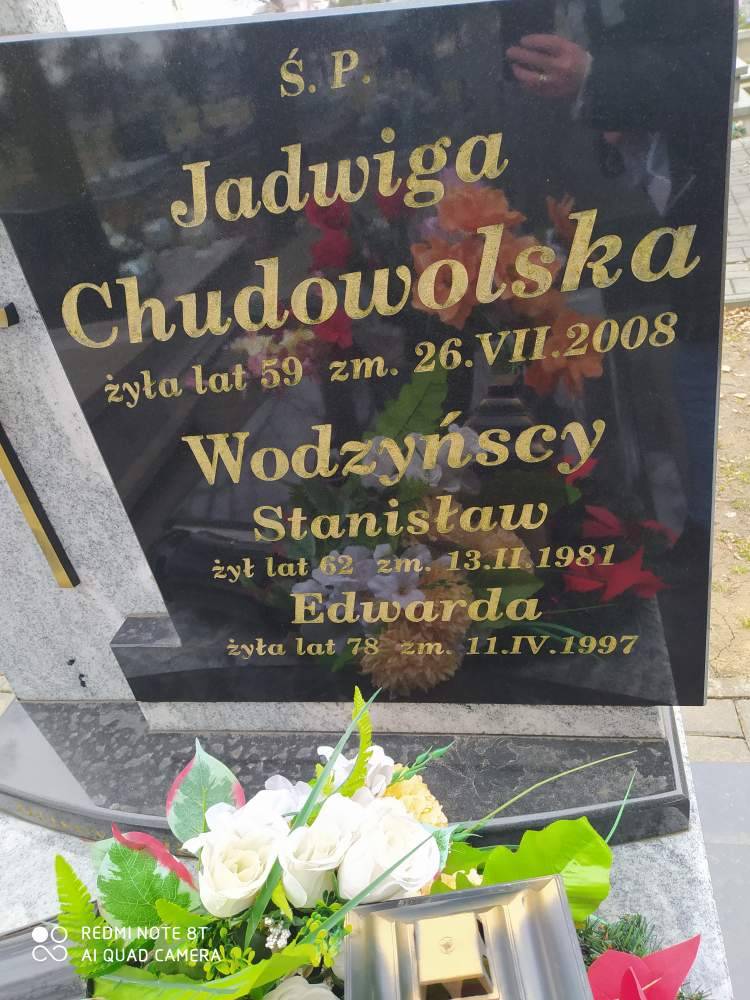 Ś. P.
Jadwiga
Chudowolska
żyła lat 59 zm. 26.VII.2008
Wodzyńscy
Stanisław
żył lat 62 zm. 13.II.1981
Edwarda
żyła lat 78 zm. 11.IV.1997
REDMI NOTE 8T
AI QUAD CAMERA